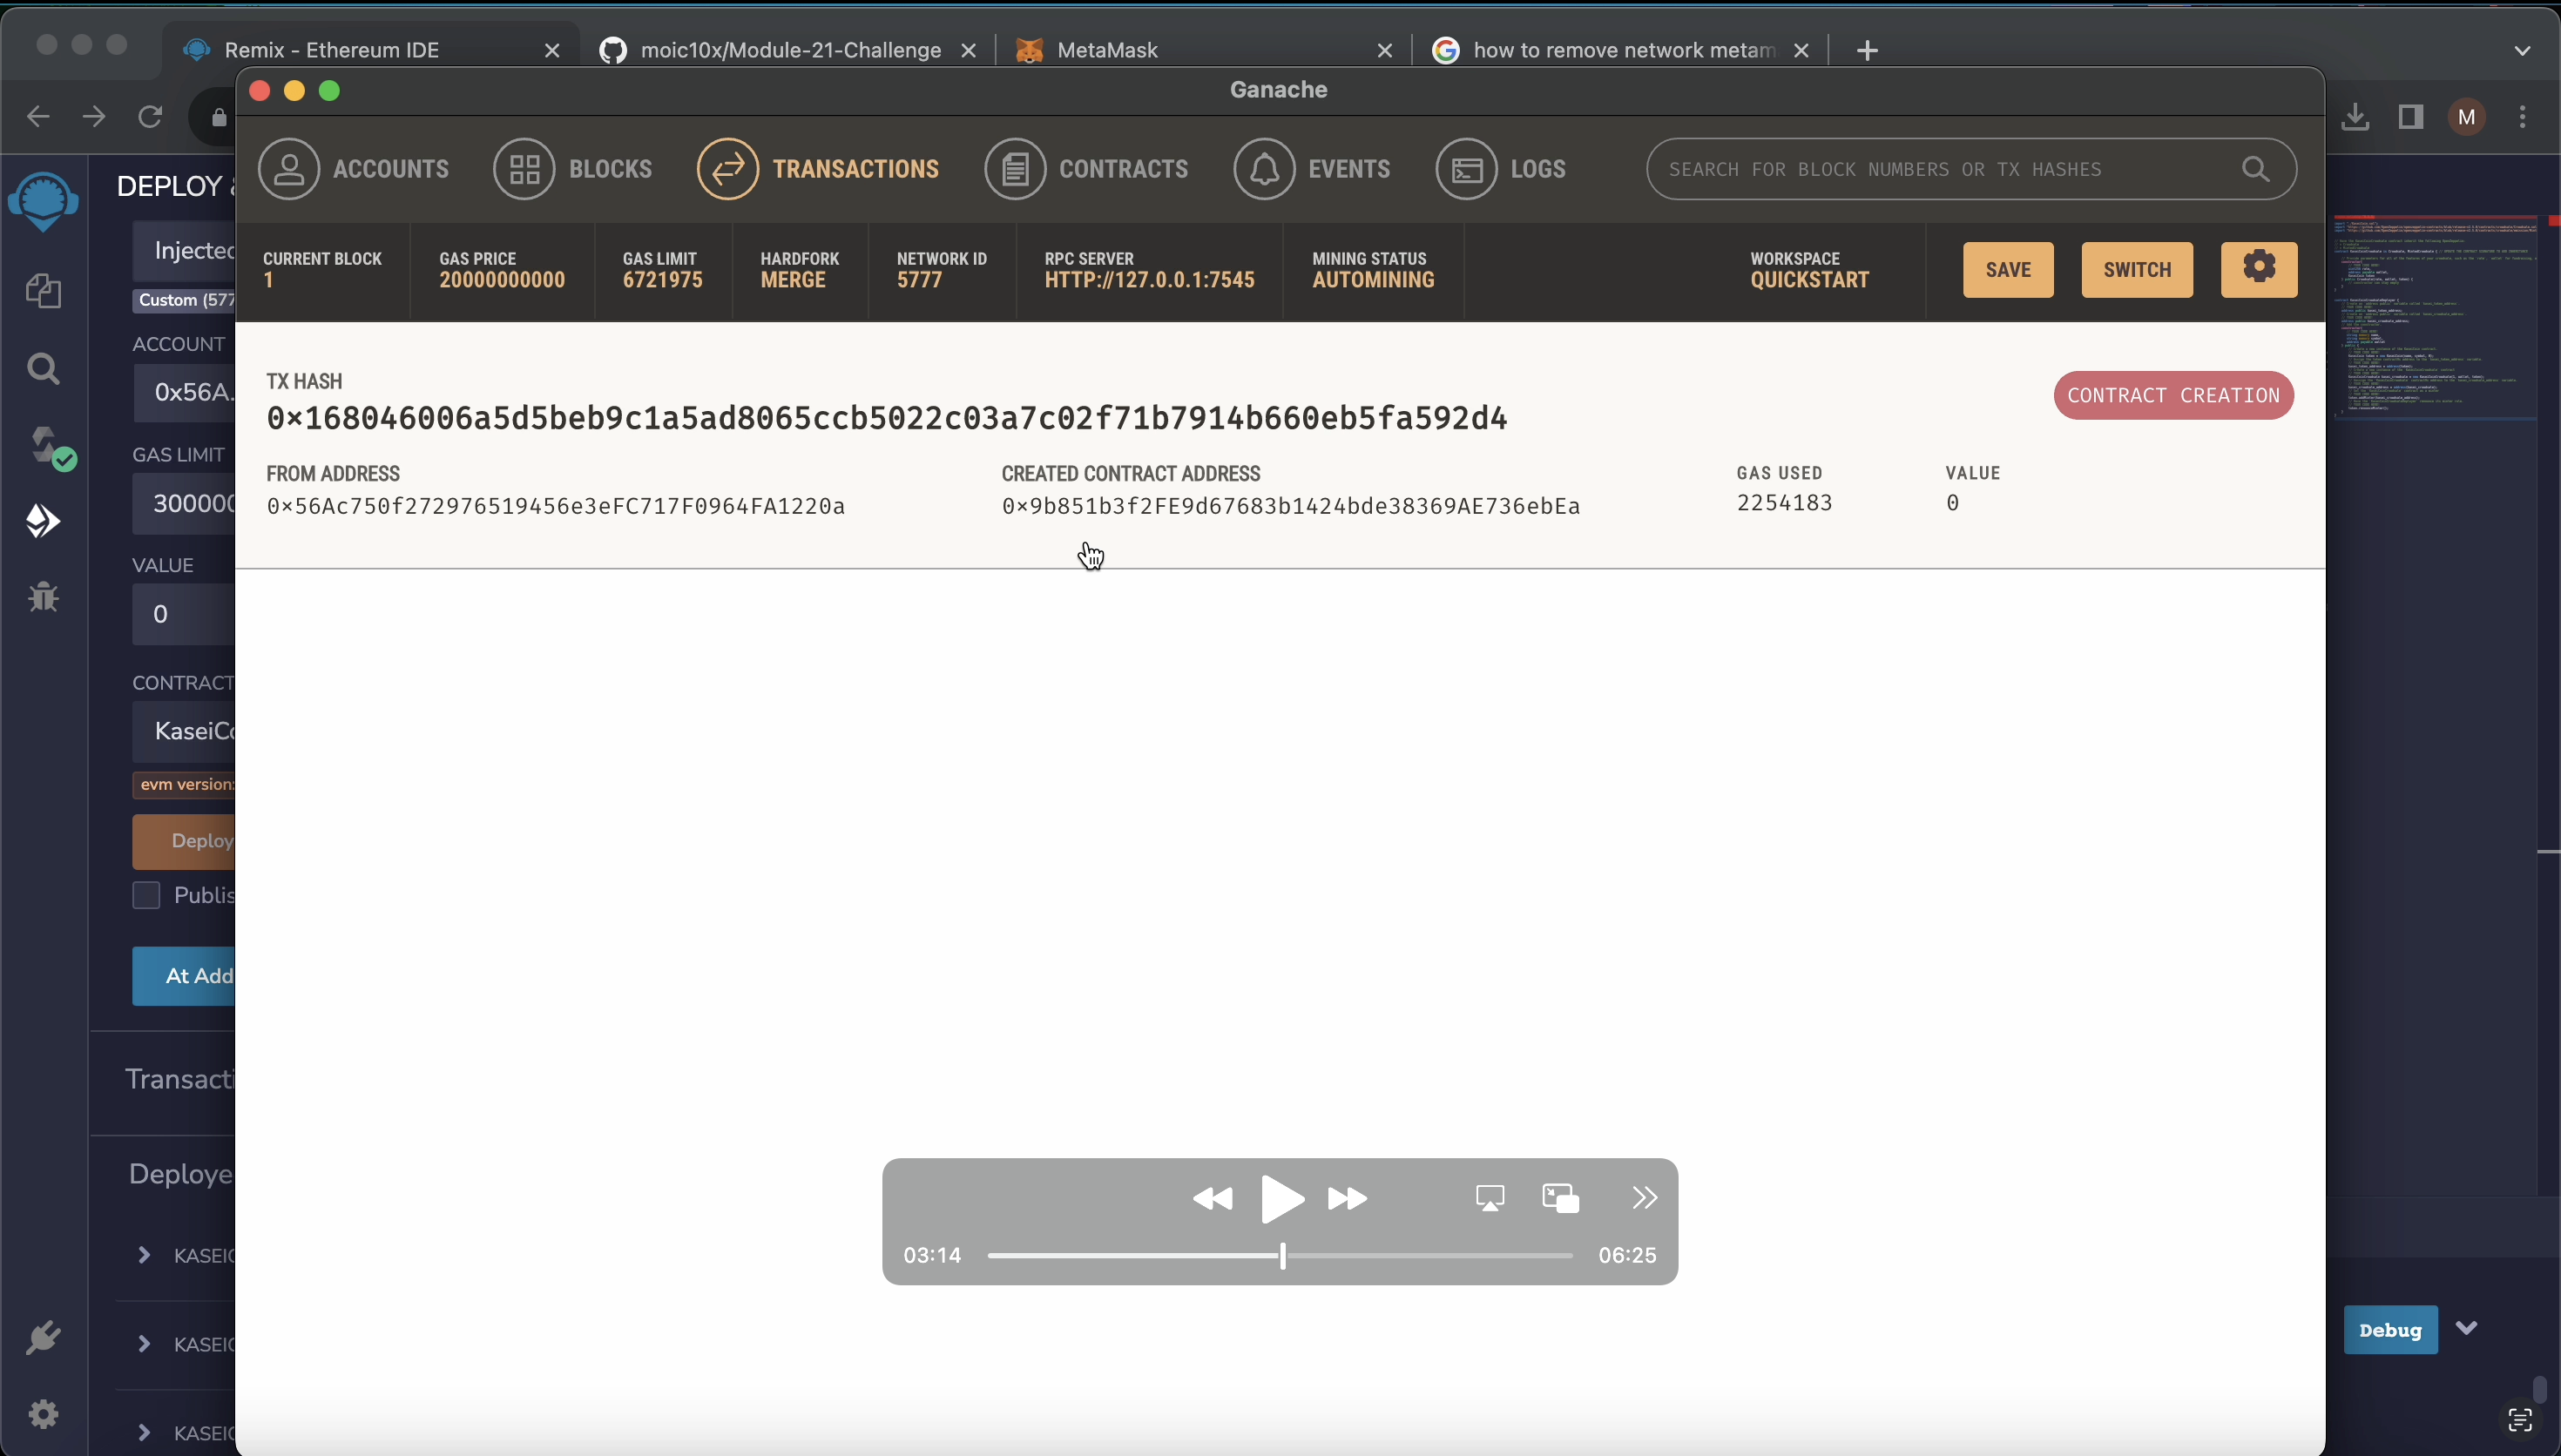 Remix - Ethereum IDE
moic10x/Module-21-Challenge
MetaMask
how to remove network metam
Ganache
M
DEPLOY &
Injected
Custom (577
ACCOUNT
0x56A.
GAS LIMIT
300000
VALUE
0
CONTRACT
KaseiCo
evm version:
Deploy
Publis
At Add
Transacti
Deploye
KASEIC
KASEIC
KASEIC
ACCOUNTS
BLOCKS
TRANSACTIONS
CONTRACTS
EVENTS
LOGS
SEARCH FOR BLOCK NUMBERS OR TX HASHES
CURRENT BLOCK
1
GAS PRICE
20000000000
GAS LIMIT
6721975
HARDFORK
MERGE
NETWORK ID
5777
RPC SERVER
HTTP://127.0.0.1:7545
MINING STATUS
AUTOMINING
WORKSPACE
QUICKSTART
SAVE
SWITCH
TX HASH
0×168046006a5d5beb9c1a5ad8065ccb5022c03a7c02f71b7914b660eb5fa592d4
CONTRACT CREATION
FROM ADDRESS
0×56Ac750f272976519456e3eFC717F0964FA1220a
CREATED CONTRACT ADDRESS
0×9b851b3f2FE9d67683b1424bde38369AE736ebEa
GAS USED
2254183
VALUE
0
03:14
06:25
Debug